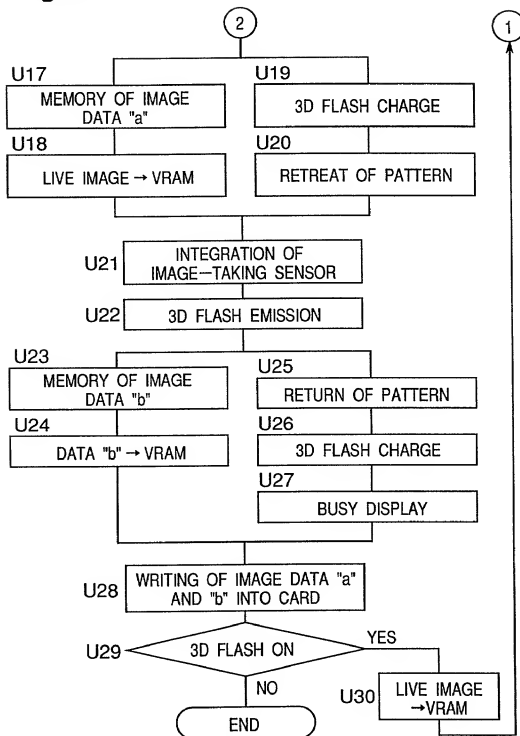 2
1
U17
MEMORY OF IMAGE
DATA "a"
U18
LIVE IMAGE → VRAM
U19
3D FLASH CHARGE
U20
RETREAT OF PATTERN
U21
INTEGRATION OF
IMAGE-TAKING SENSOR
U22
3D FLASH EMISSION
U23
MEMORY OF IMAGE
DATA "b"
U24
DATA "b" → VRAM
U25
RETURN OF PATTERN
U26
3D FLASH CHARGE
U27
BUSY DISPLAY
U28
WRITING OF IMAGE DATA "a"
AND "b" INTO CARD
U29
3D FLASH ON
YES
NO
U30
LIVE IMAGE
→VRAM
END